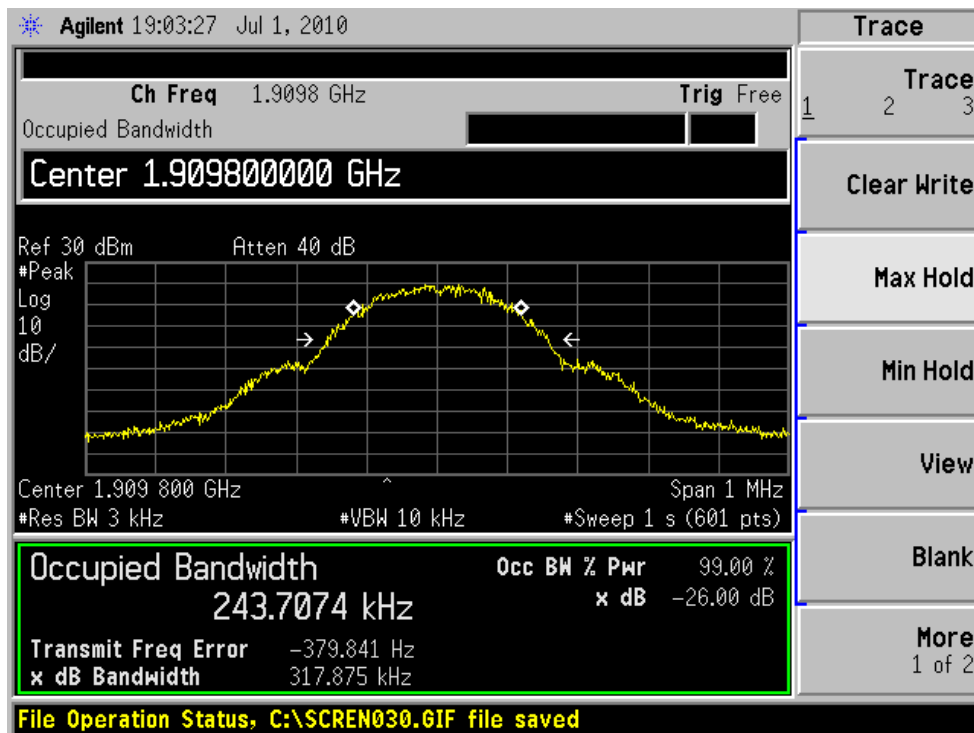 Agilent 19:03:27 Jul 1, 2010
Trace
Ch Freq 1.9098 GHz
Trig Free
Occupied Bandwidth
Center 1.909800000 GHz
Ref 30 dBm Atten 40 dB
#Peak
Log
10
dB/
Center 1.909 800 GHz
Span 1 MHz
#Res BW 3 kHz #VBW 10 kHz #Sweep 1 s (601 pts)
Occupied Bandwidth
243.7074 kHz
Occ BW % Pwr 99.00 %
x dB -26.00 dB
Transmit Freq Error -379.841 Hz
x dB Bandwidth 317.875 kHz
File Operation Status, C:\SCREN030.GIF file saved
Trace
1 2 3
Clear Write
Max Hold
Min Hold
View
Blank
More
1 of 2